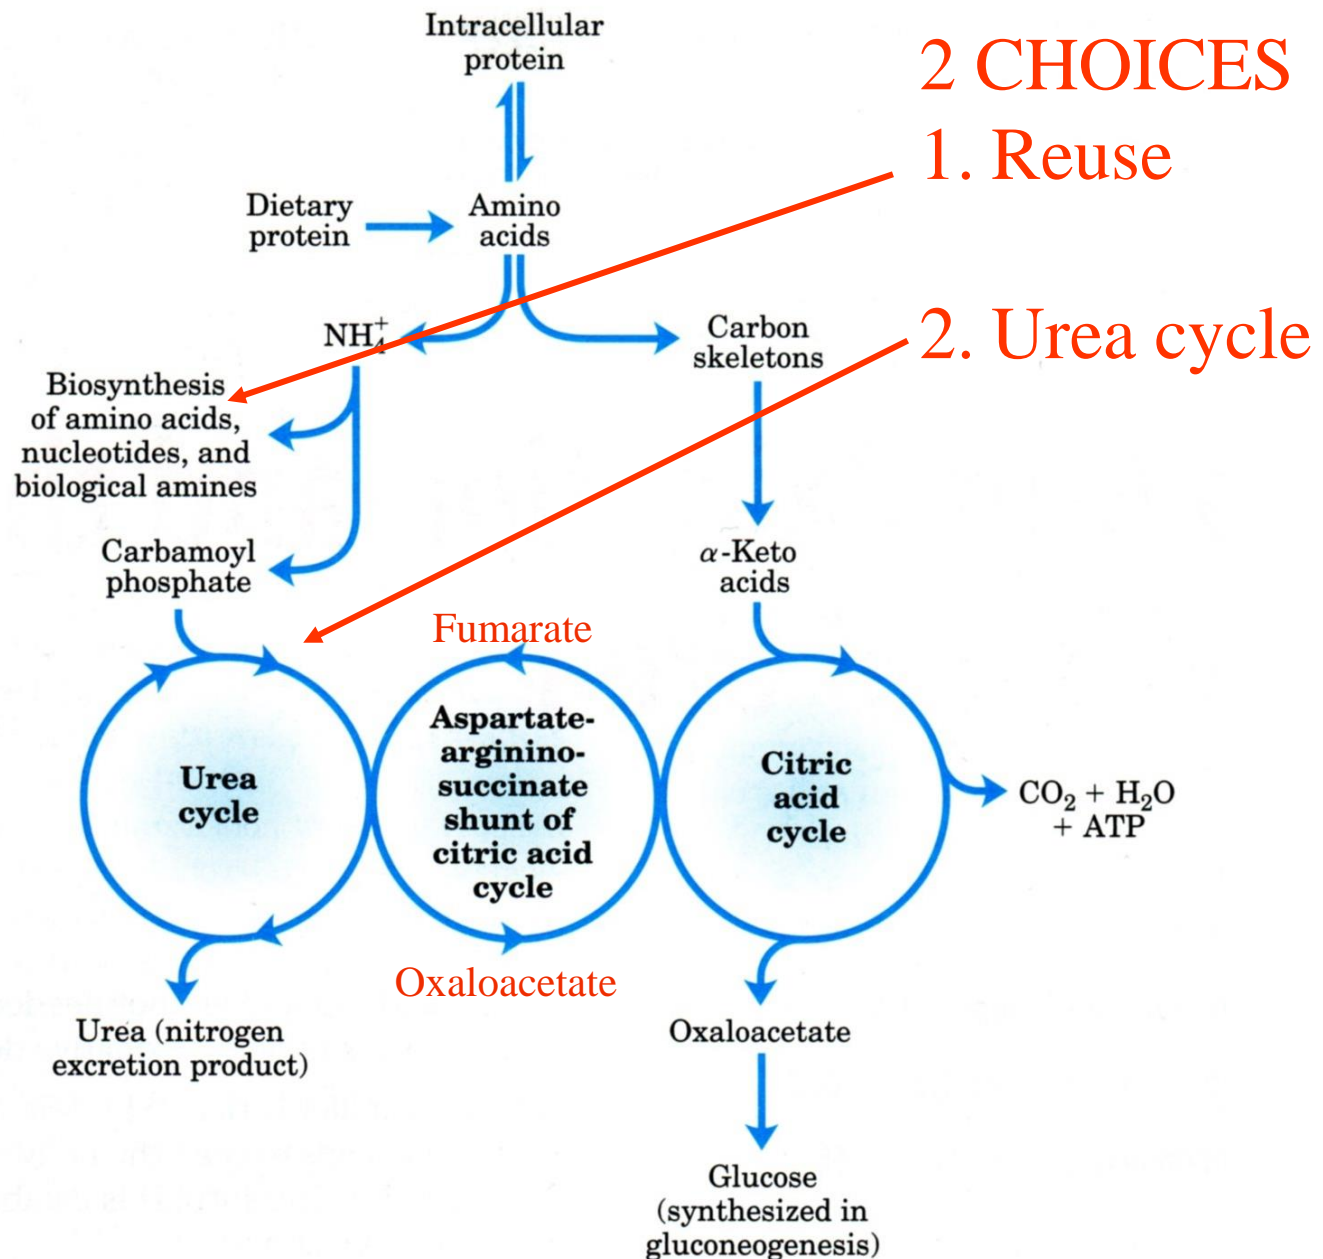 Intracellular
protein
2 CHOICES
1. Reuse
Dietary
protein
Amino
acids
NH₄⁺
Carbon
skeletons
2. Urea cycle
Biosynthesis
of amino acids,
nucleotides, and
biological amines
Carbamoyl
phosphate
α-Keto
acids
Fumarate
Urea
cycle
Aspartate-
arginino-
succinate
shunt of
citric acid
cycle
Citric
acid
cycle
CO₂ + H₂O
+ ATP
Oxaloacetate
Urea (nitrogen
excretion product)
Oxaloacetate
Glucose
(synthesized in
gluconeogenesis)